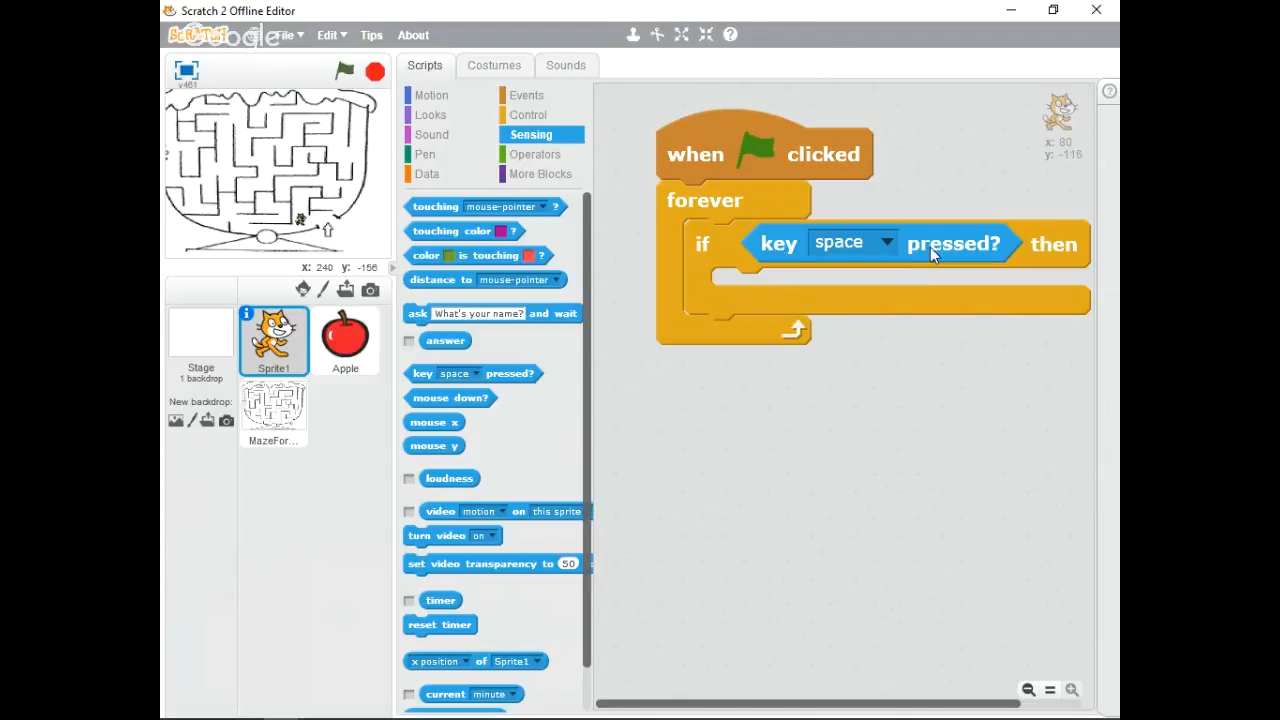 Scratch 2 Offline Editor
SCRATCH
Google
File Edit Tips About
v461
Scripts Costumes Sounds
Motion Events
Looks Control
Sound Sensing
Pen Operators
Data More Blocks
touching mouse-pointer ?
touching color ?
color is touching ?
distance to mouse-pointer
ask What's your name? and wait
answer
key space pressed?
mouse down?
mouse x
mouse y
loudness
video motion on this sprite
turn video on
set video transparency to 50
timer
reset timer
x position of Sprite1
current minute
when clicked
forever
if key space pressed? then
x: 80
y: -116
x: 240 y: -156
Stage
1 backdrop
New backdrop:
Sprite1
Apple
MazeFor...